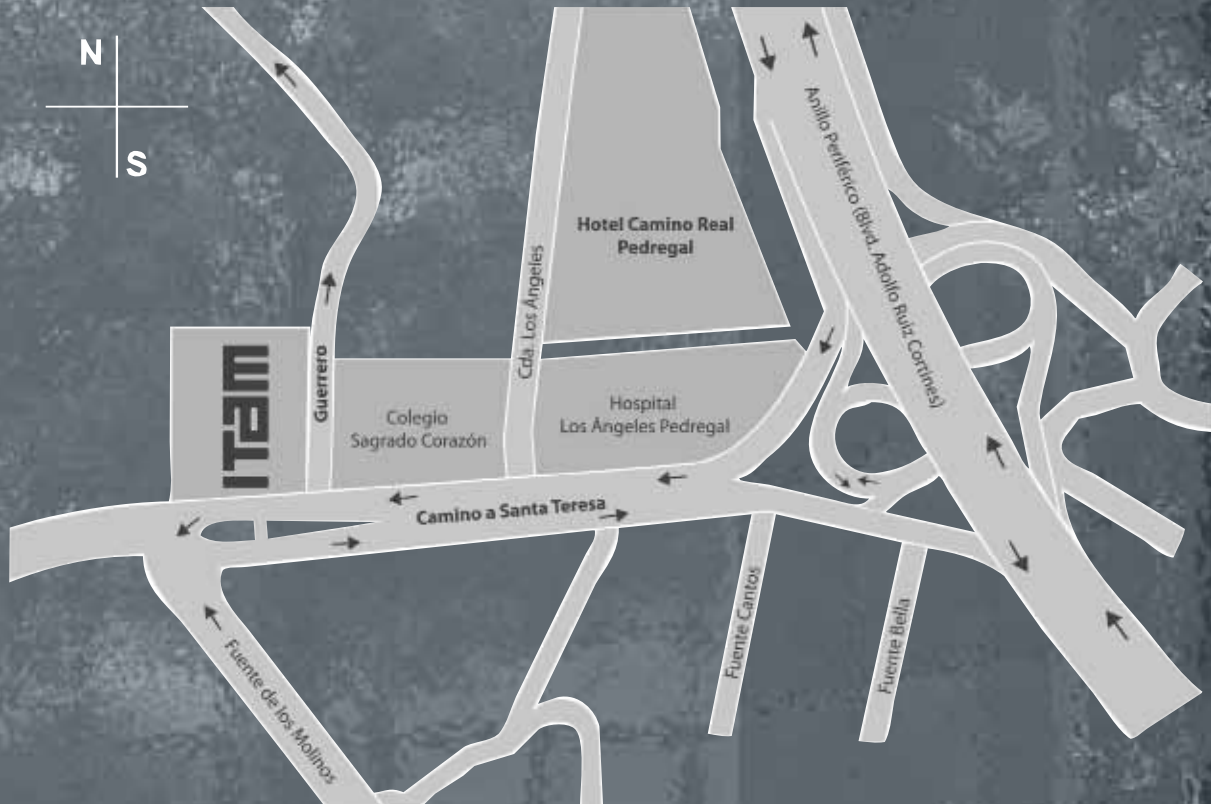 N
S
Anillo Periférico (Blvd. Adolfo Ruiz Cortines)
Hotel Camino Real
Pedregal
Cda. Los Ángeles
ITam
Guerrero
Colegio
Sagrado Corazón
Hospital
Los Ángeles Pedregal
Camino a Santa Teresa
Fuente de los Molinos
Fuente Cantos
Fuente Bella